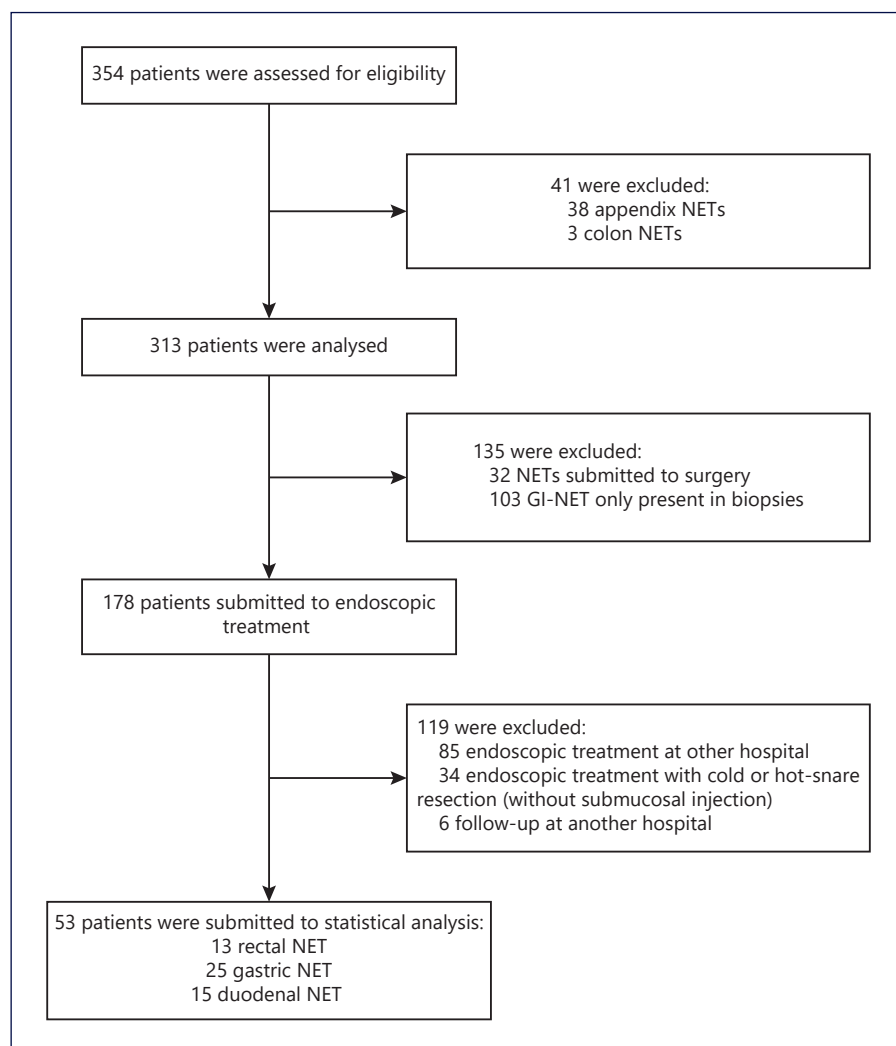 354 patients were assessed for eligibility
41 were excluded:
38 appendix NETs
3 colon NETs
313 patients were analysed
135 were excluded:
32 NETs submitted to surgery
103 GI-NET only present in biopsies
178 patients submitted to endoscopic
treatment
119 were excluded:
85 endoscopic treatment at other hospital
34 endoscopic treatment with cold or hot-snare
resection (without submucosal injection)
6 follow-up at another hospital
53 patients were submitted to statistical analysis:
13 rectal NET
25 gastric NET
15 duodenal NET